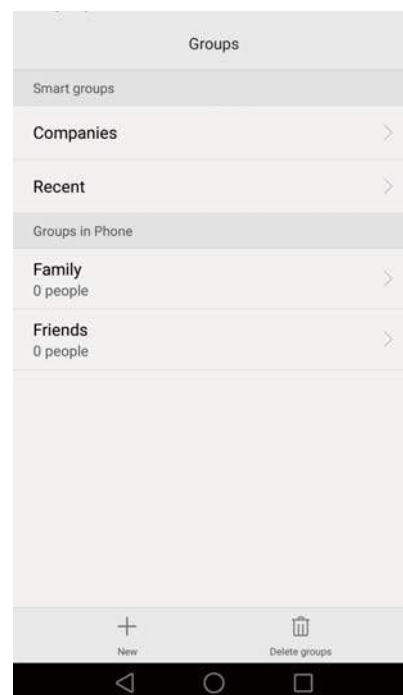 Groups
Smart groups
Companies
Recent
Groups in Phone
Family
0 people
Friends
0 people
New
Delete groups